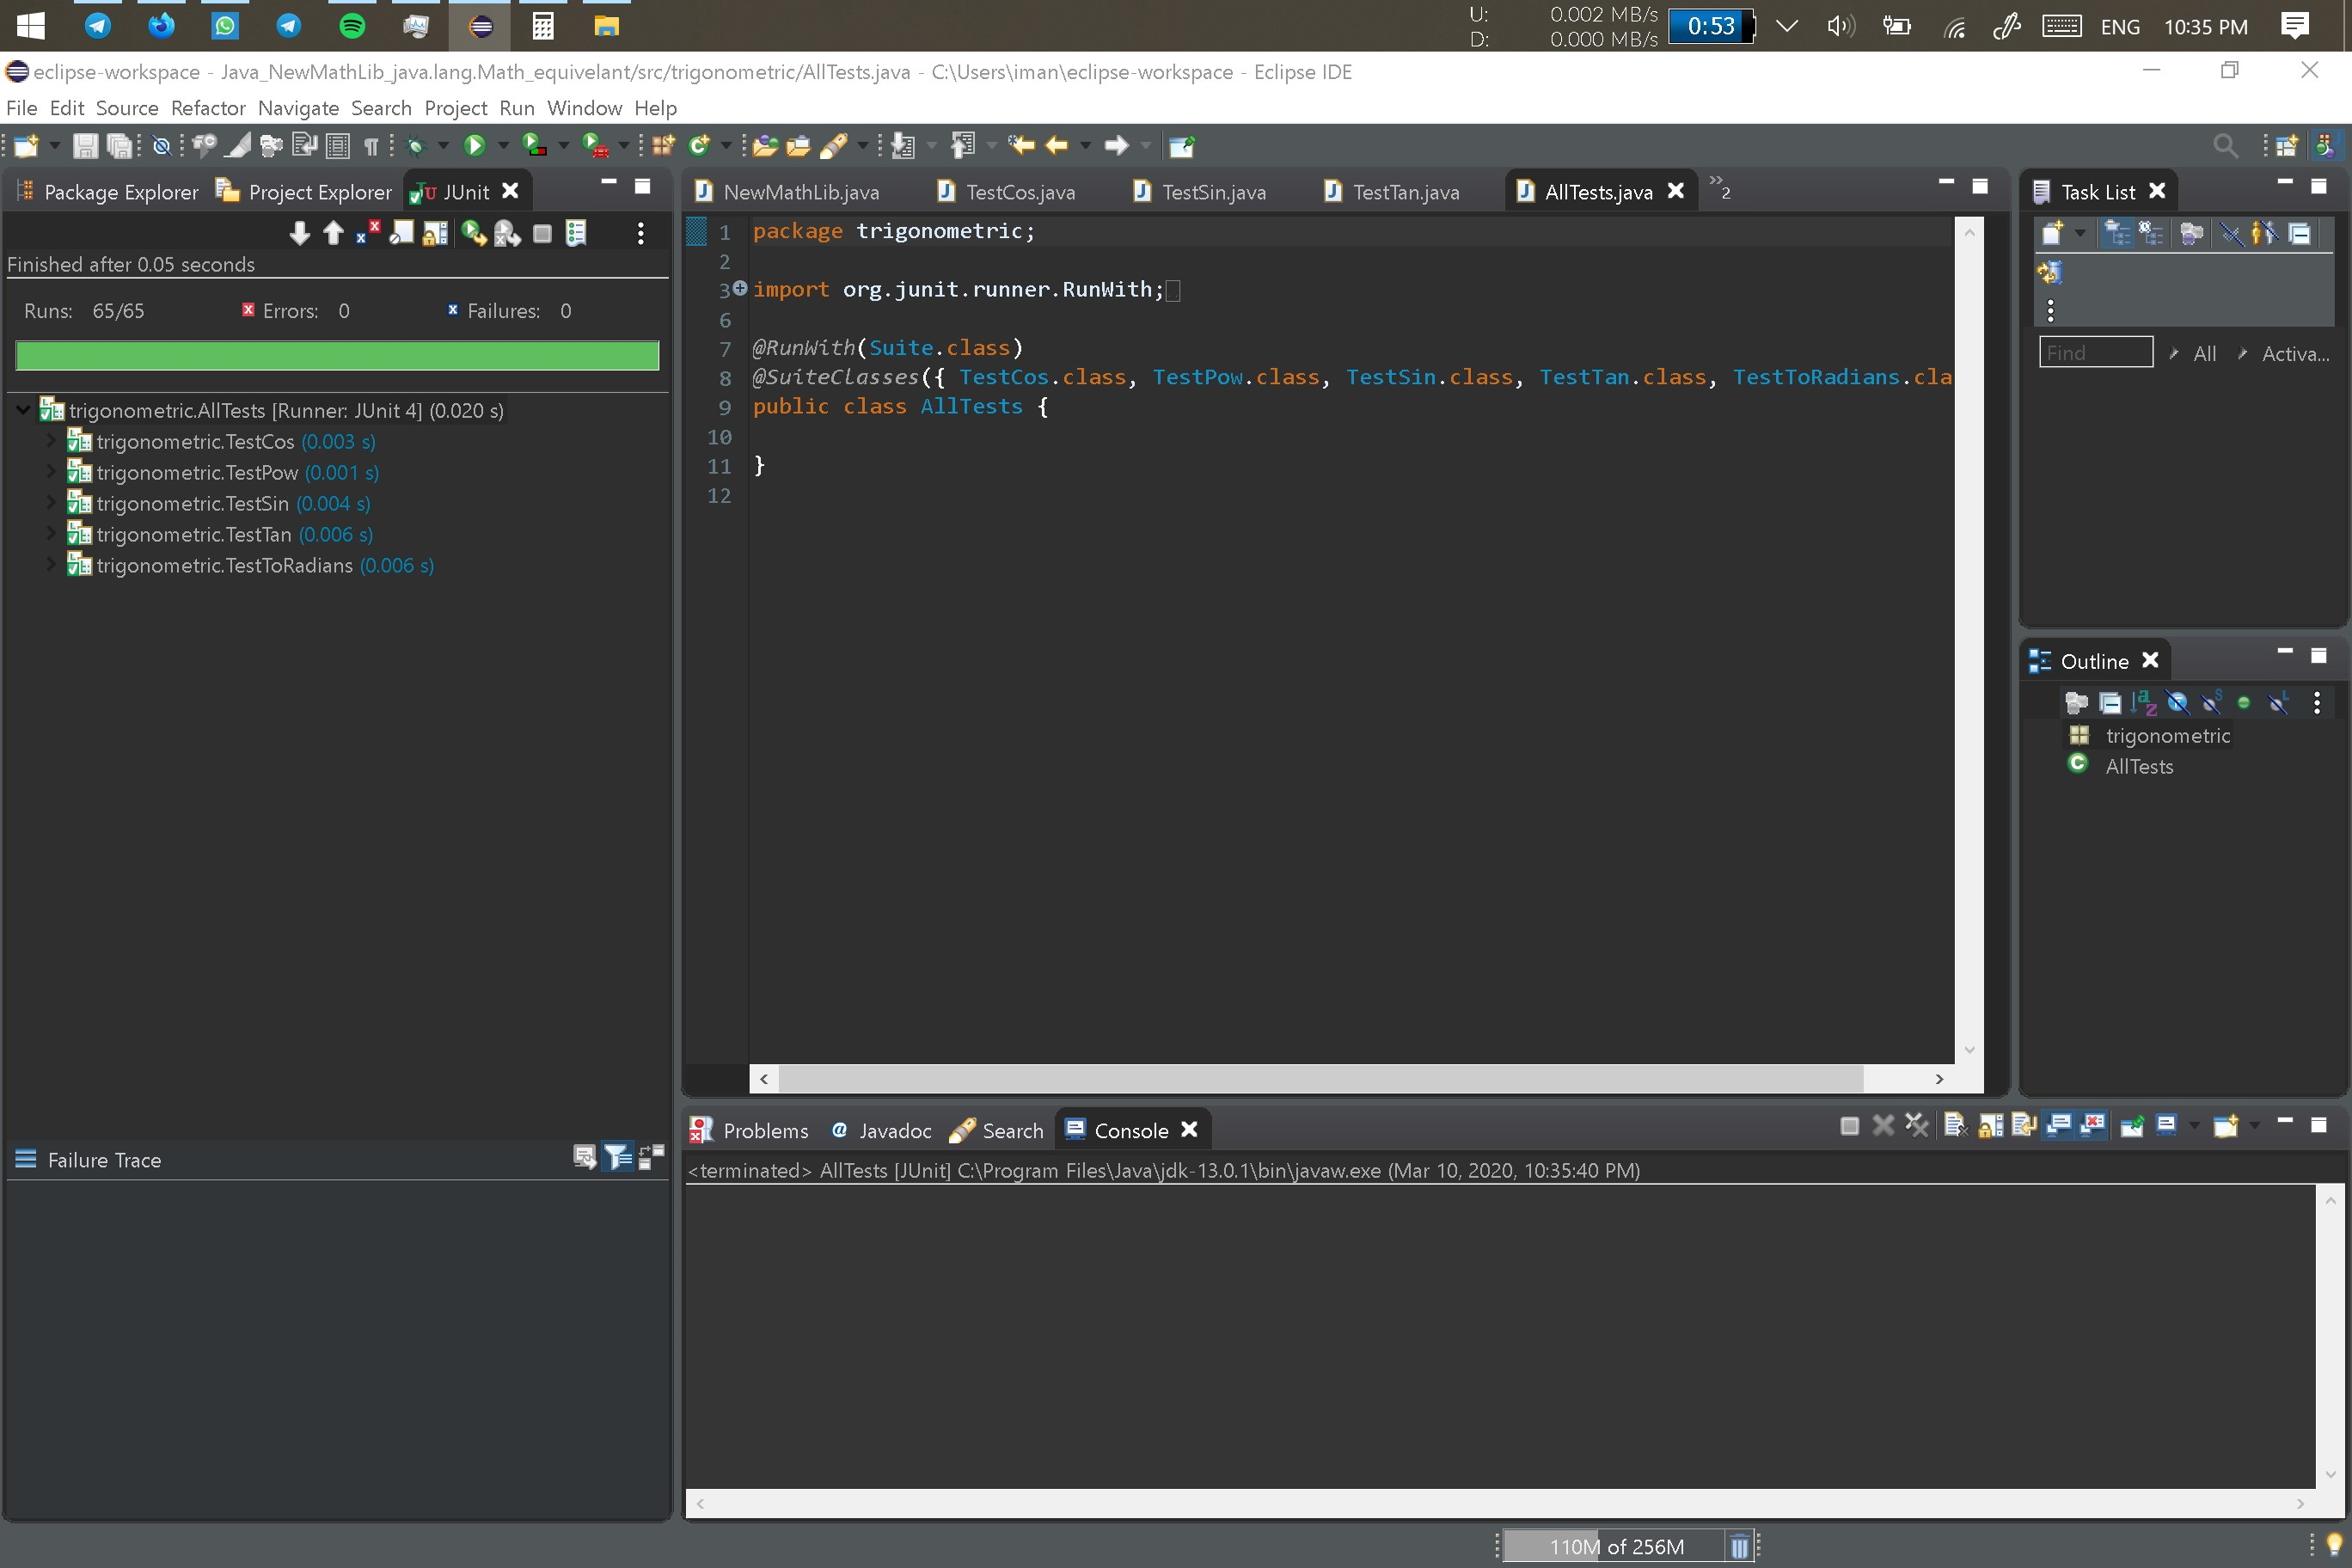 U: 0.002 MB/s
D: 0.000 MB/s
0:53
ENG 10:35 PM
eclipse-workspace - Java_NewMathLib_java.lang.Math_equivelant/src/trigonometric/AllTests.java - C:\Users\iman\eclipse-workspace - Eclipse IDE
File Edit Source Refactor Navigate Search Project Run Window Help
Package Explorer Project Explorer JUnit
Finished after 0.05 seconds
Runs: 65/65 Errors: 0 Failures: 0
trigonometric.AllTests [Runner: JUnit 4] (0.020 s)
trigonometric.TestCos (0.003 s)
trigonometric.TestPow (0.001 s)
trigonometric.TestSin (0.004 s)
trigonometric.TestTan (0.006 s)
trigonometric.TestToRadians (0.006 s)
Failure Trace
NewMathLib.java TestCos.java TestSin.java TestTan.java AllTests.java »2
1 package trigonometric;
2
3 import org.junit.runner.RunWith;
6
7 @RunWith(Suite.class)
8 @SuiteClasses({ TestCos.class, TestPow.class, TestSin.class, TestTan.class, TestToRadians.cla
9 public class AllTests {
10
11 }
12
Task List
Find All Activa...
Outline
trigonometric
AllTests
Problems Javadoc Search Console
<terminated> AllTests [JUnit] C:\Program Files\Java\jdk-13.0.1\bin\javaw.exe (Mar 10, 2020, 10:35:40 PM)
110M of 256M